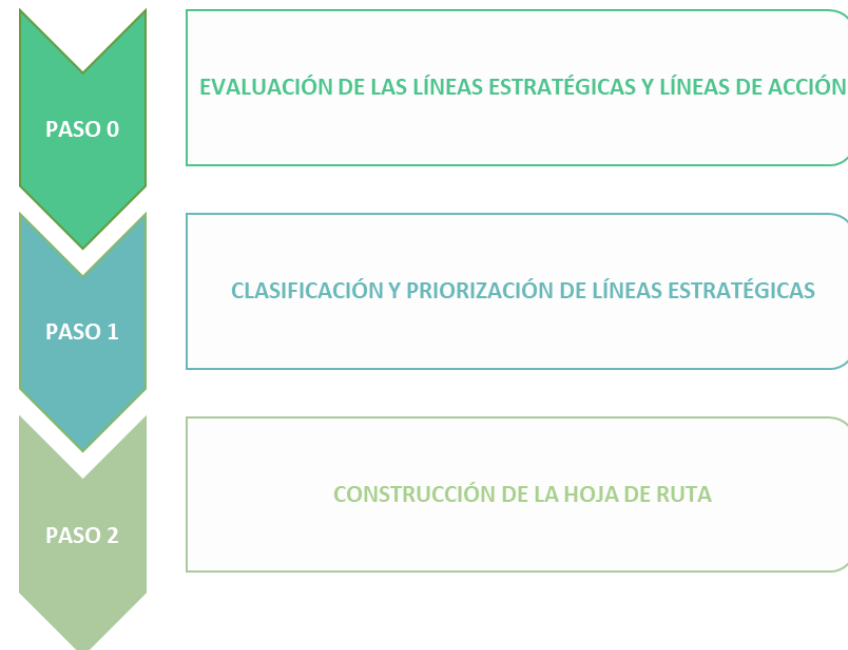 PASO 0
EVALUACIÓN DE LAS LÍNEAS ESTRATÉGICAS Y LÍNEAS DE ACCIÓN
PASO 1
CLASIFICACIÓN Y PRIORIZACIÓN DE LÍNEAS ESTRATÉGICAS
PASO 2
CONSTRUCCIÓN DE LA HOJA DE RUTA